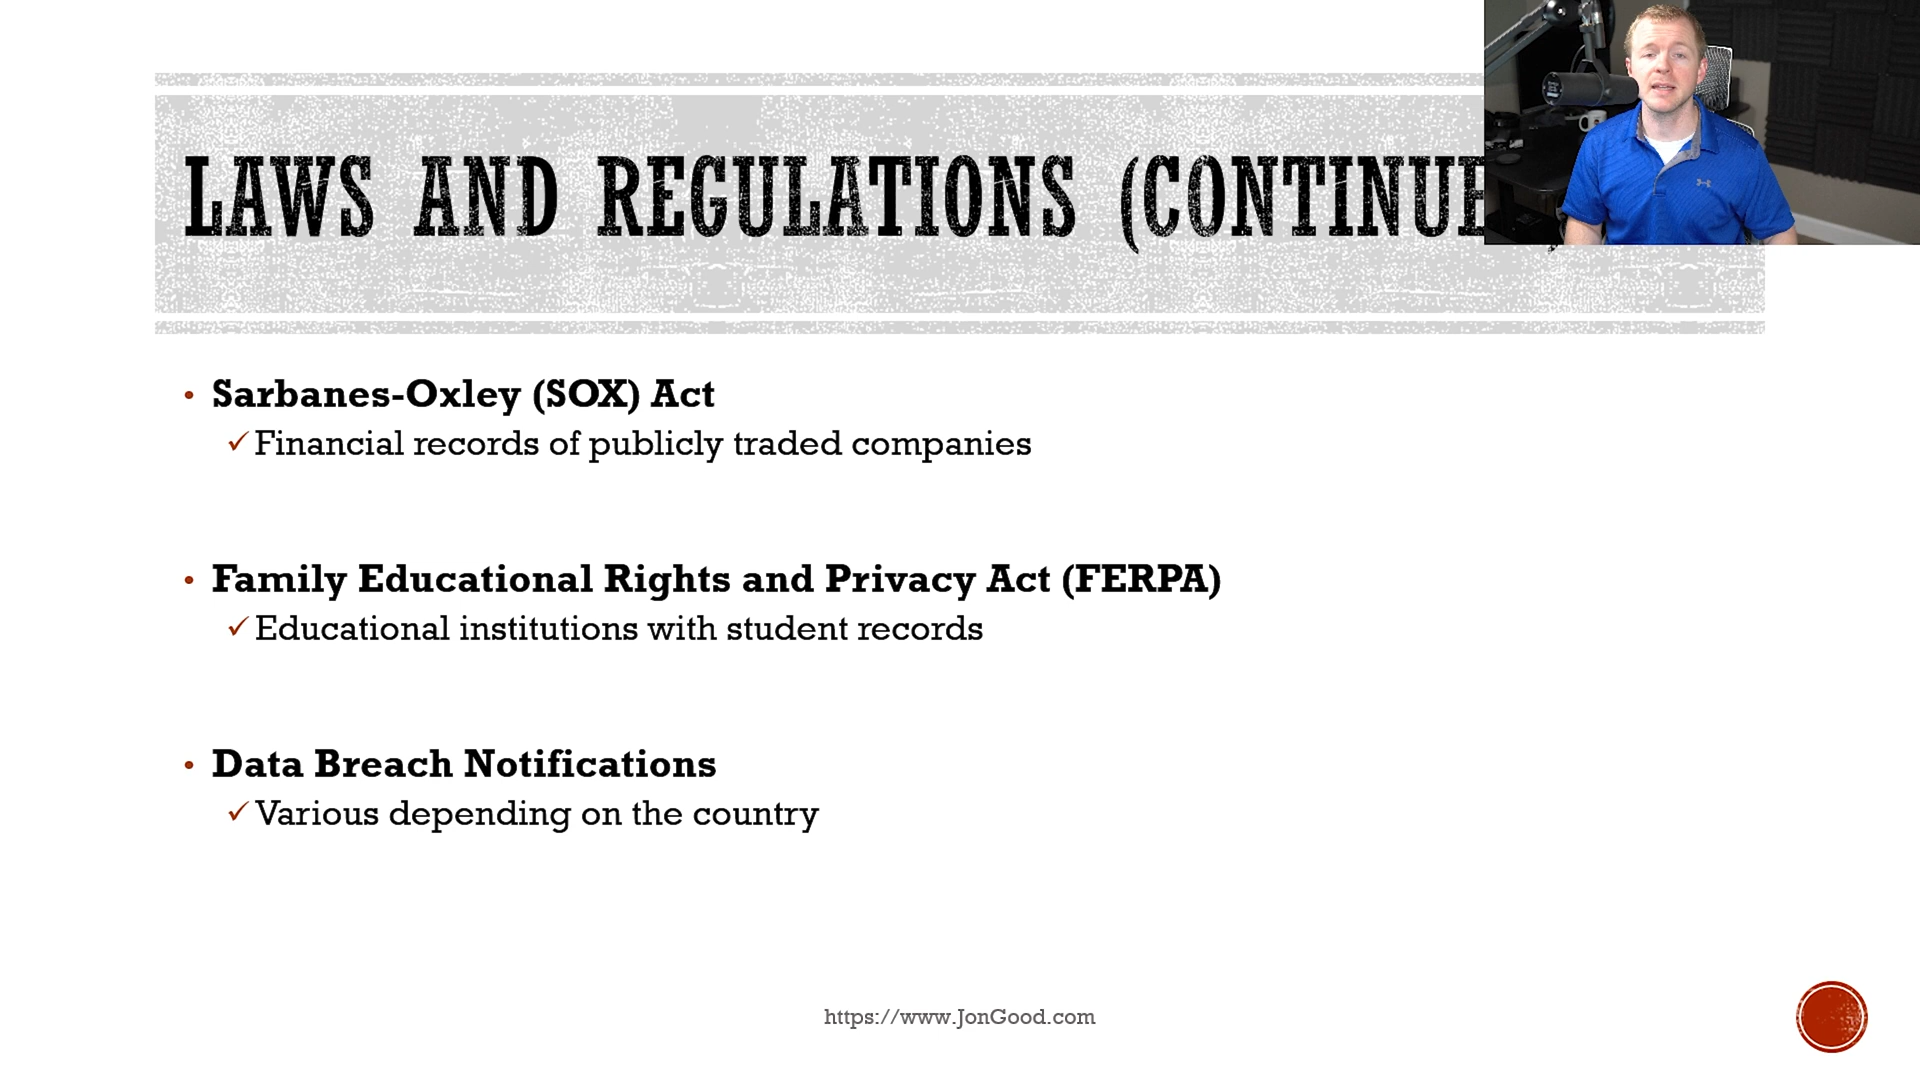 LAWS AND REGULATIONS (CONTINUE
• Sarbanes-Oxley (SOX) Act
✓ Financial records of publicly traded companies
• Family Educational Rights and Privacy Act (FERPA)
✓ Educational institutions with student records
• Data Breach Notifications
✓ Various depending on the country
https://www.JonGood.com